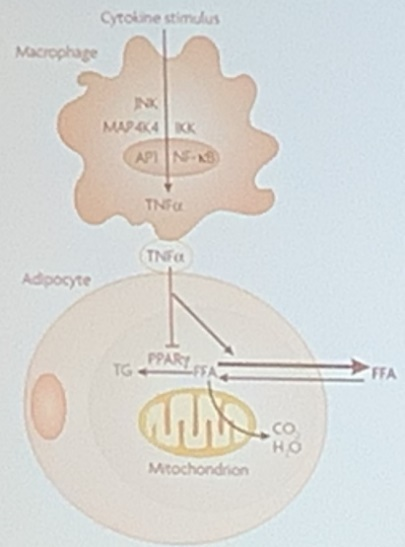 Cytokine stimulus
Macrophage
JNK
MAP4K4 IKK
AP1 NF-κB
TNFα
TNFα
Adipocyte
PPARγ
TG FFA FFA
CO₂
H₂O
Mitochondrion